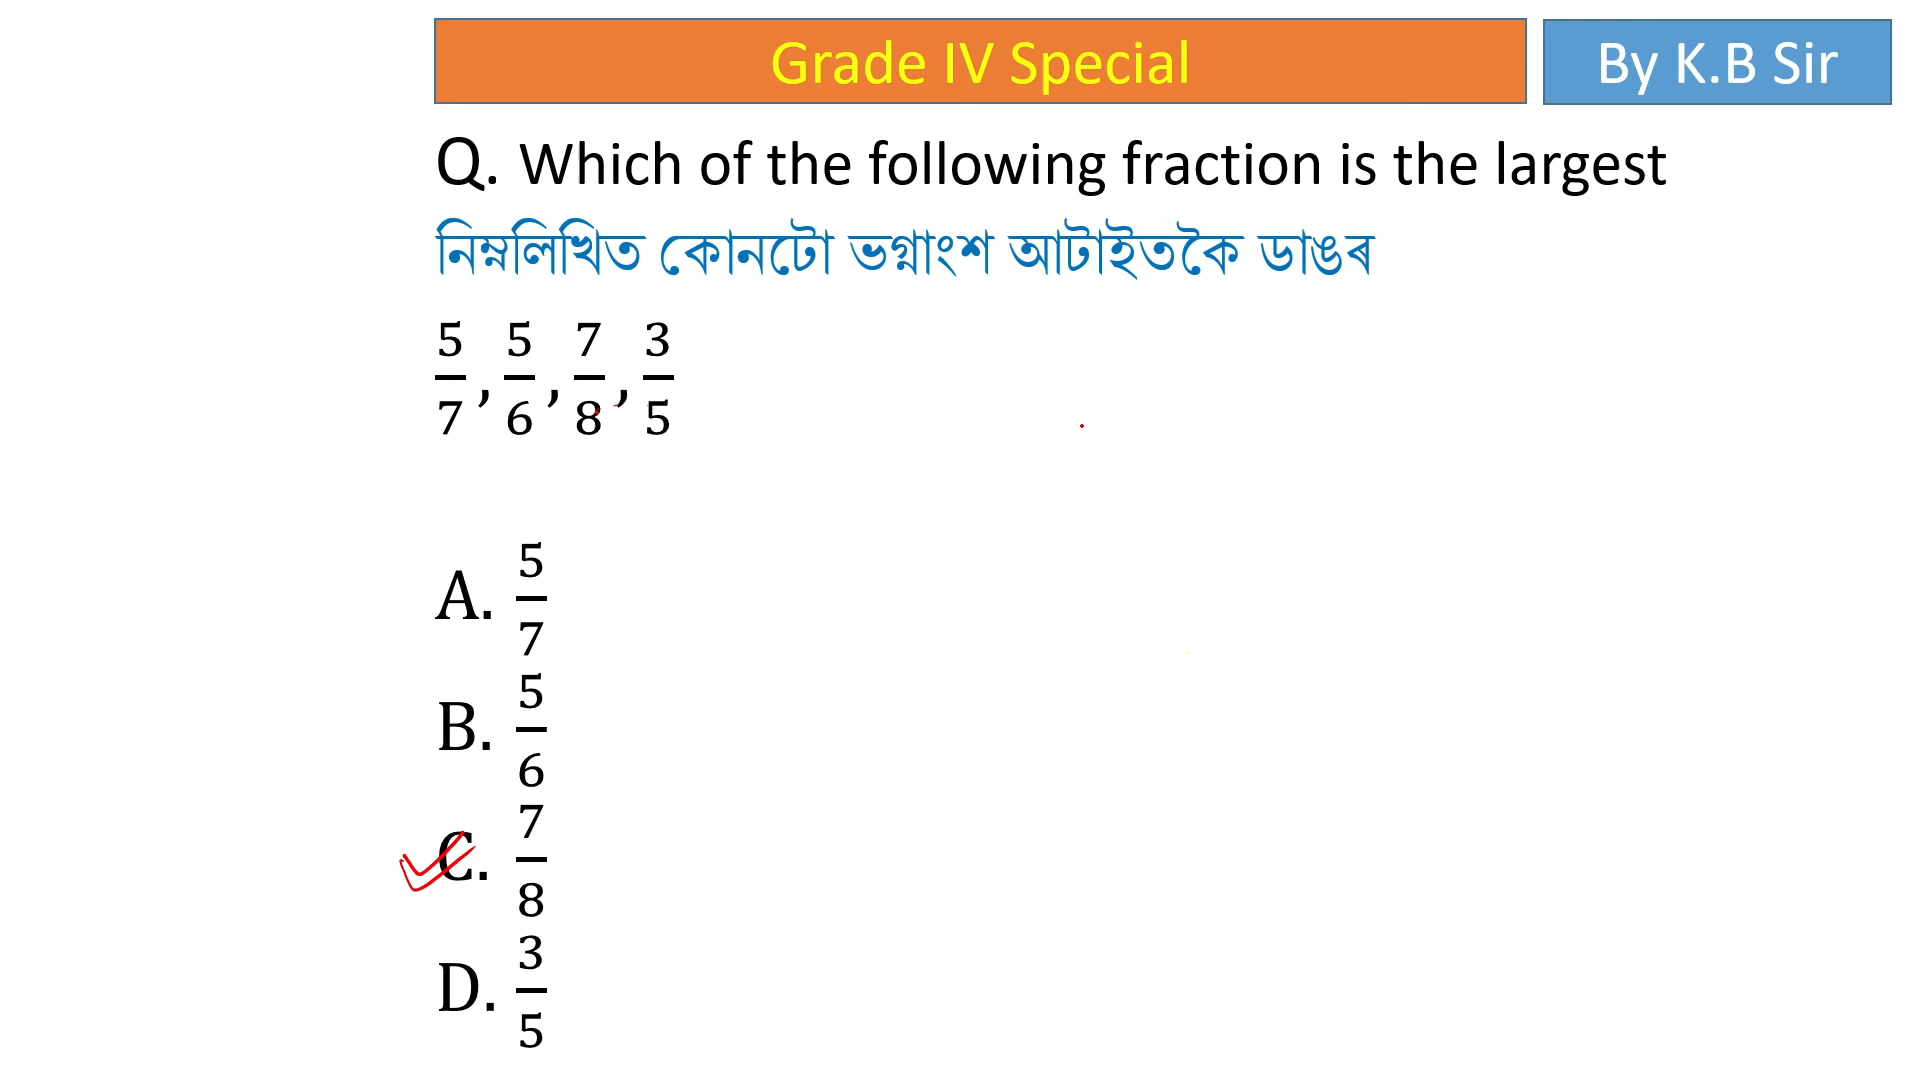 Grade IV Special
By K.B Sir
Q. Which of the following fraction is the largest
নিম্নলিখিত কোনটো ভগ্নাংশ আটাইতকৈ ডাঙৰ
5/7, 5/6, 7/8, 3/5
A. 5/7
B. 5/6
C. 7/8
D. 3/5